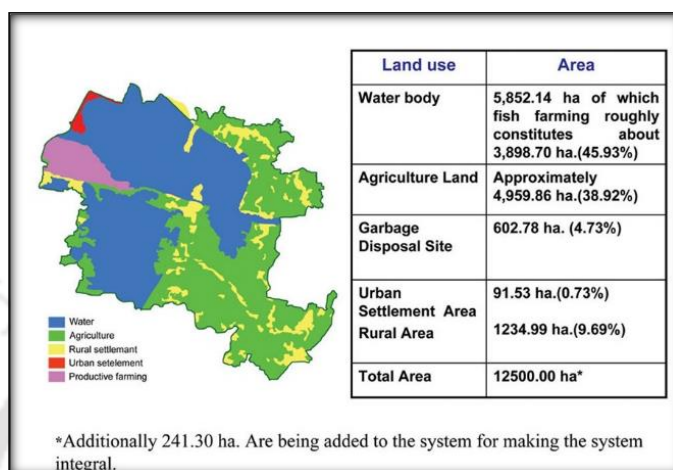 Land use Area
Water body 5,852.14 ha of which
fish farming roughly
constitutes about
3,898.70 ha.(45.93%)
Agriculture Land Approximately
4,959.86 ha.(38.92%)
Garbage 602.78 ha. (4.73%)
Disposal Site
Urban 91.53 ha.(0.73%)
Settlement Area
Rural Area 1234.99 ha.(9.69%)
Total Area 12500.00 ha*
Water
Agriculture
Rural settlemant
Urban setelement
Productive farming
*Additionally 241.30 ha. Are being added to the system for making the system
integral.